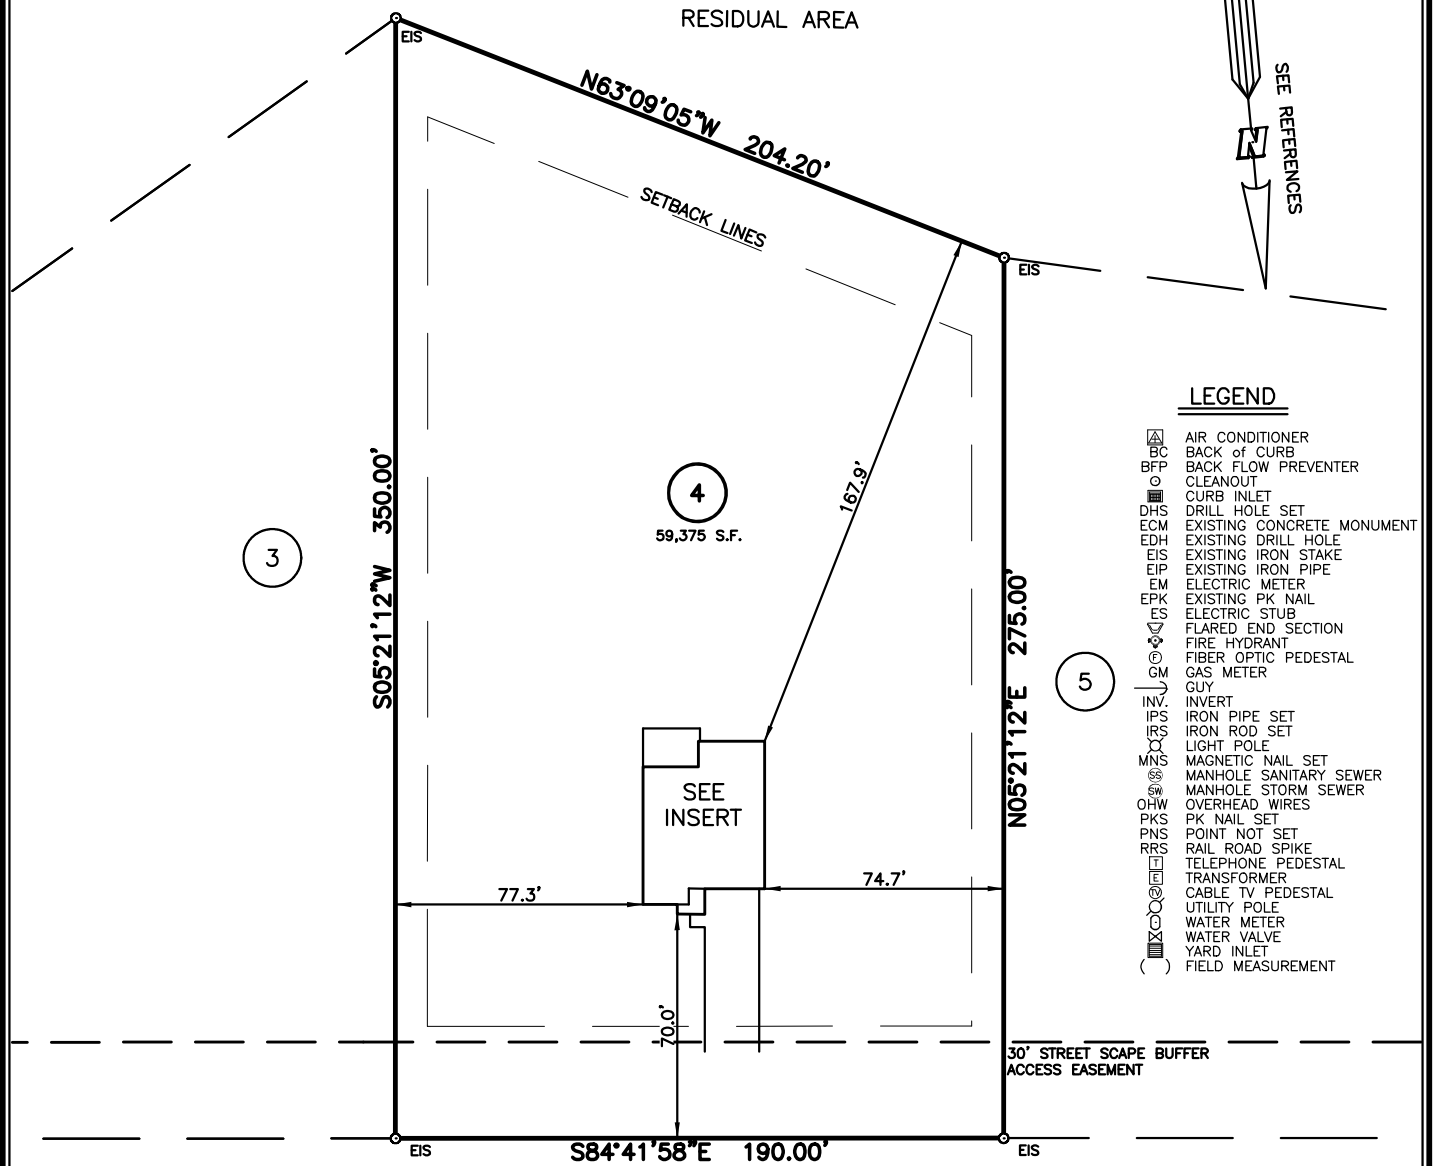 RESIDUAL AREA
EIS
N63°09'05"W 204.20'
SETBACK LINES
N
SEE REFERENCES
EIS
S05°21'12"W 350.00'
3
4
59,375 S.F.
167.9'
N05°21'12"E 275.00'
5
SEE
INSERT
77.3'
74.7'
70.0'
30' STREET SCAPE BUFFER
ACCESS EASEMENT
EIS
S84°41'58"E 190.00'
EIS
LEGEND
AIR CONDITIONER
BC BACK of CURB
BFP BACK FLOW PREVENTER
CLEANOUT
CURB INLET
DHS DRILL HOLE SET
ECM EXISTING CONCRETE MONUMENT
EDH EXISTING DRILL HOLE
EIS EXISTING IRON STAKE
EIP EXISTING IRON PIPE
EM ELECTRIC METER
EPK EXISTING PK NAIL
ES ELECTRIC STUB
FLARED END SECTION
FIRE HYDRANT
F FIBER OPTIC PEDESTAL
GM GAS METER
GUY
INV. INVERT
IPS IRON PIPE SET
IRS IRON ROD SET
LIGHT POLE
MNS MAGNETIC NAIL SET
SS MANHOLE SANITARY SEWER
SW MANHOLE STORM SEWER
OHW OVERHEAD WIRES
PKS PK NAIL SET
PNS POINT NOT SET
RRS RAIL ROAD SPIKE
T TELEPHONE PEDESTAL
E TRANSFORMER
TV CABLE TV PEDESTAL
UTILITY POLE
WATER METER
WATER VALVE
YARD INLET
( ) FIELD MEASUREMENT